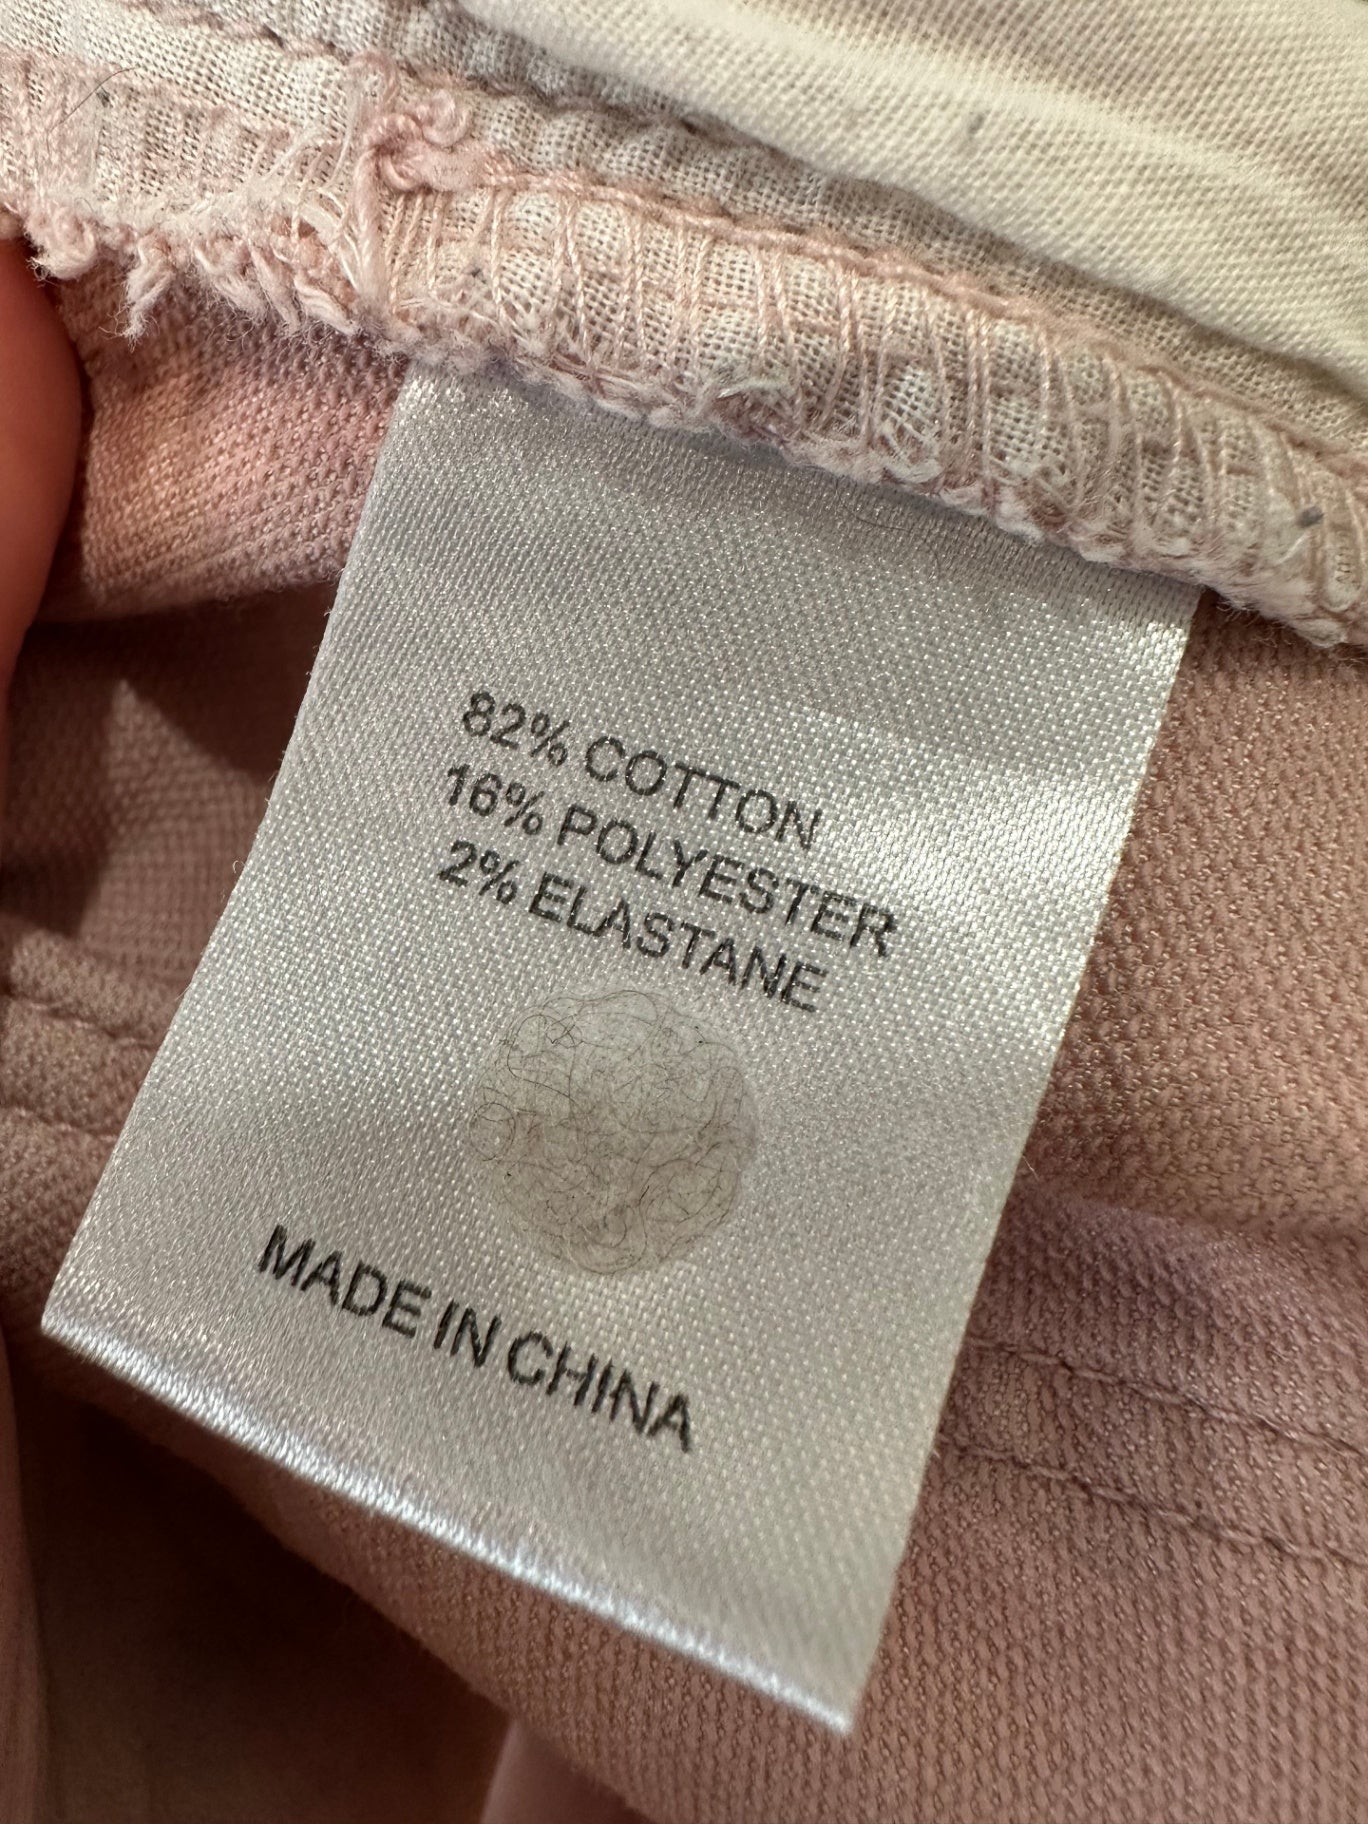 82% COTTON
16% POLYESTER
2% ELASTANE
MADE IN CHINA